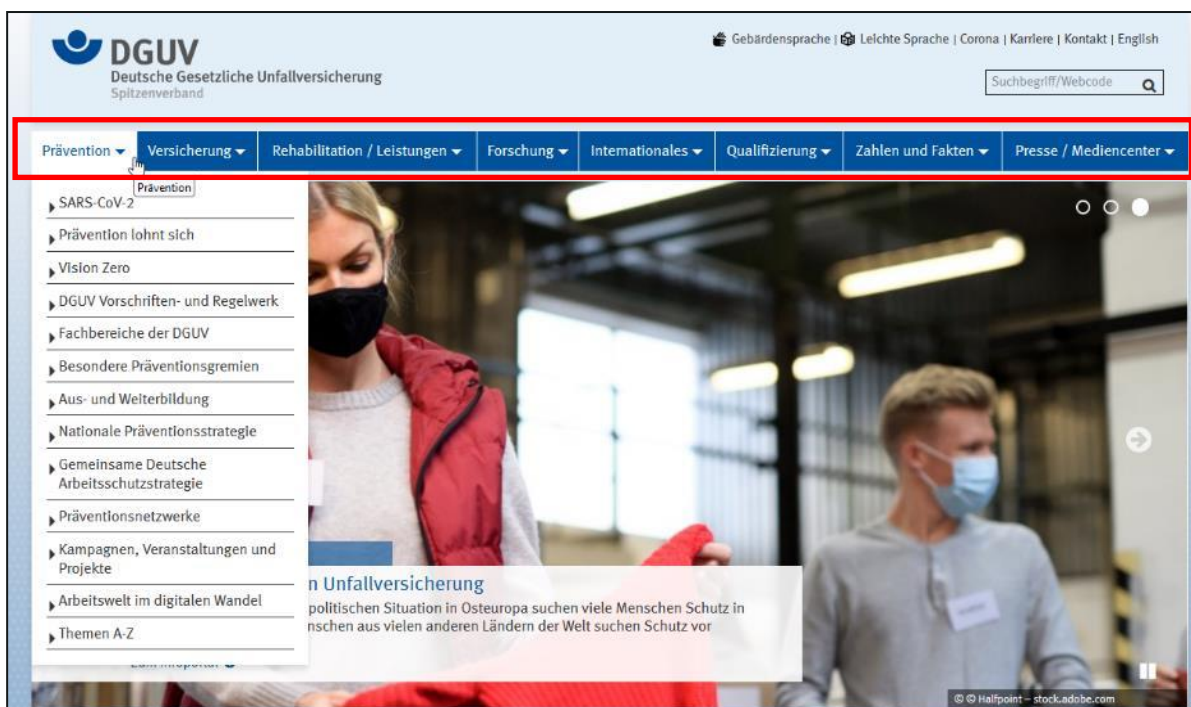 DGUV
Deutsche Gesetzliche Unfallversicherung
Spitzenverband
Gebärdensprache | Leichte Sprache | Corona | Karriere | Kontakt | English
Suchbegriff/Webcode
Prävention Versicherung Rehabilitation / Leistungen Forschung Internationales Qualifizierung Zahlen und Fakten Presse / Mediencenter
Prävention
SARS-CoV-2
Prävention lohnt sich
Vision Zero
DGUV Vorschriften- und Regelwerk
Fachbereiche der DGUV
Besondere Präventionsgremien
Aus- und Weiterbildung
Nationale Präventionsstrategie
Gemeinsame Deutsche
Arbeitsschutzstrategie
Präventionsnetzwerke
Kampagnen, Veranstaltungen und
Projekte
Arbeitswelt im digitalen Wandel
Themen A-Z
n Unfallversicherung
politischen Situation in Osteuropa suchen viele Menschen Schutz in
nschen aus vielen anderen Ländern der Welt suchen Schutz vor
© © Halfpoint – stock.adobe.com